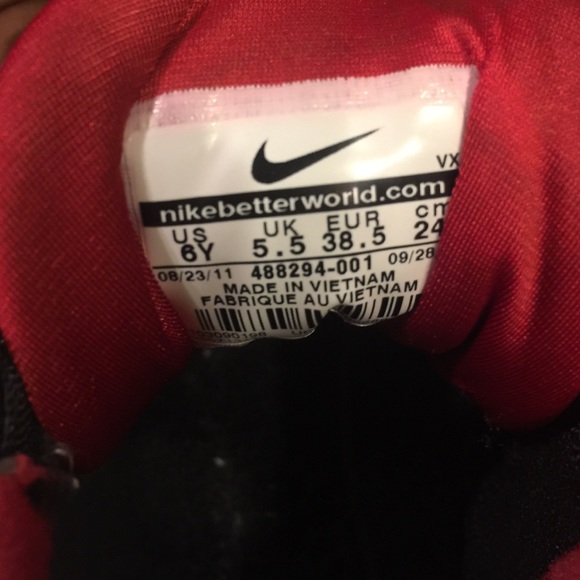 VX
nikebetterworld.com
US UK EUR cm
6Y 5.5 38.5 24
08/23/11 488294-001 09/28
MADE IN VIETNAM
FABRIQUE AU VIETNAM